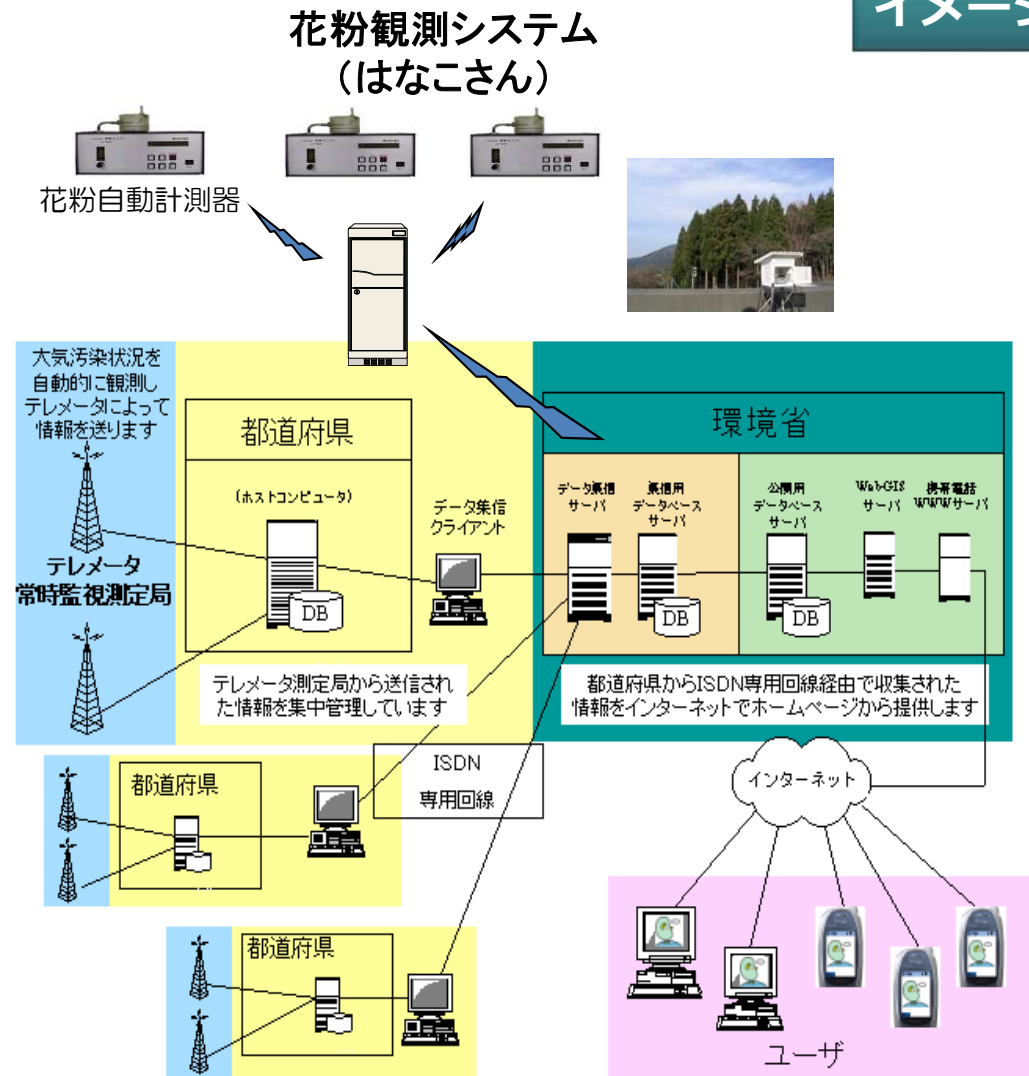 イメージ
花粉観測システム
（はなこさん）
花粉自動計測器
大気汚染状況を
自動的に観測し
テレメータによって
情報を送ります
テレメータ
常時監視測定局
都道府県
(ホストコンピュータ)
DB
データ集信
クライアント
テレメータ測定局から送信され
た情報を集中管理しています
環境省
データ集信
サーバ
集信用
データベース
サーバ
DB
公開用
データベース
サーバ
DB
WebGIS
サーバ
携帯電話
WWWサーバ
都道府県からISDN専用回線経由で収集された
情報をインターネットでホームページから提供します
ISDN
専用回線
都道府県
都道府県
インターネット
ユーザ